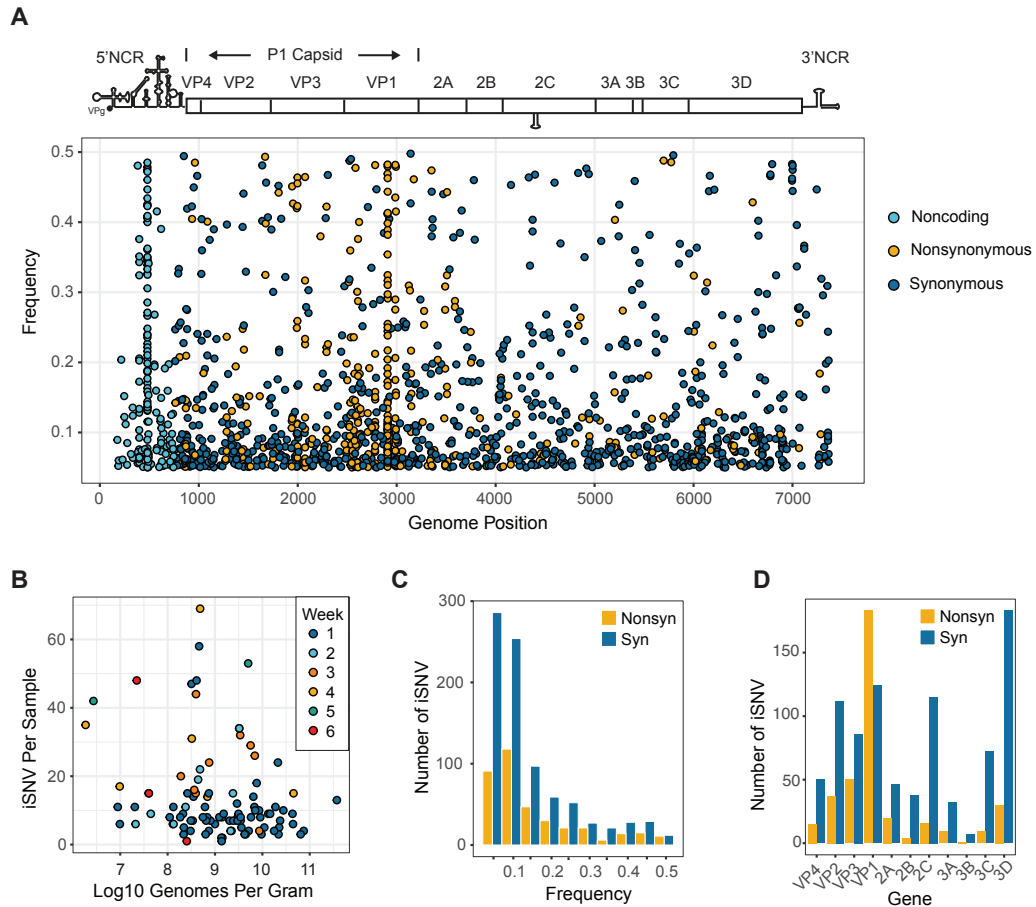 A
5'NCR
P1 Capsid
3'NCR
VPg
VP4 VP2 VP3 VP1 2A 2B 2C 3A 3B 3C 3D
Frequency
0.5
0.4
0.3
0.2
0.1
0 1000 2000 3000 4000 5000 6000 7000
Genome Position
Noncoding
Nonsynonymous
Synonymous
B
iSNV Per Sample
60
40
20
0
7 8 9 10 11
Log10 Genomes Per Gram
Week
1
2
3
4
5
6
C
Number of iSNV
300
200
100
0
0.1 0.2 0.3 0.4 0.5
Frequency
Nonsyn
Syn
D
Number of iSNV
150
100
50
0
VP4 VP2 VP3 VP1 2A 2B 2C 3A 3B 3C 3D
Gene
Nonsyn
Syn